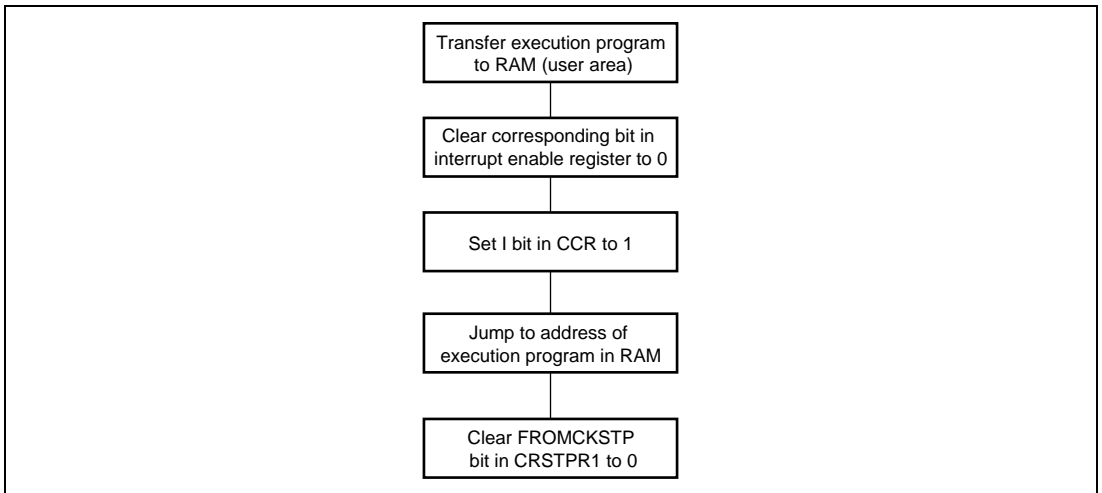 Transfer execution program
to RAM (user area)
Clear corresponding bit in
interrupt enable register to 0
Set I bit in CCR to 1
Jump to address of
execution program in RAM
Clear FROMCKSTP
bit in CRSTPR1 to 0